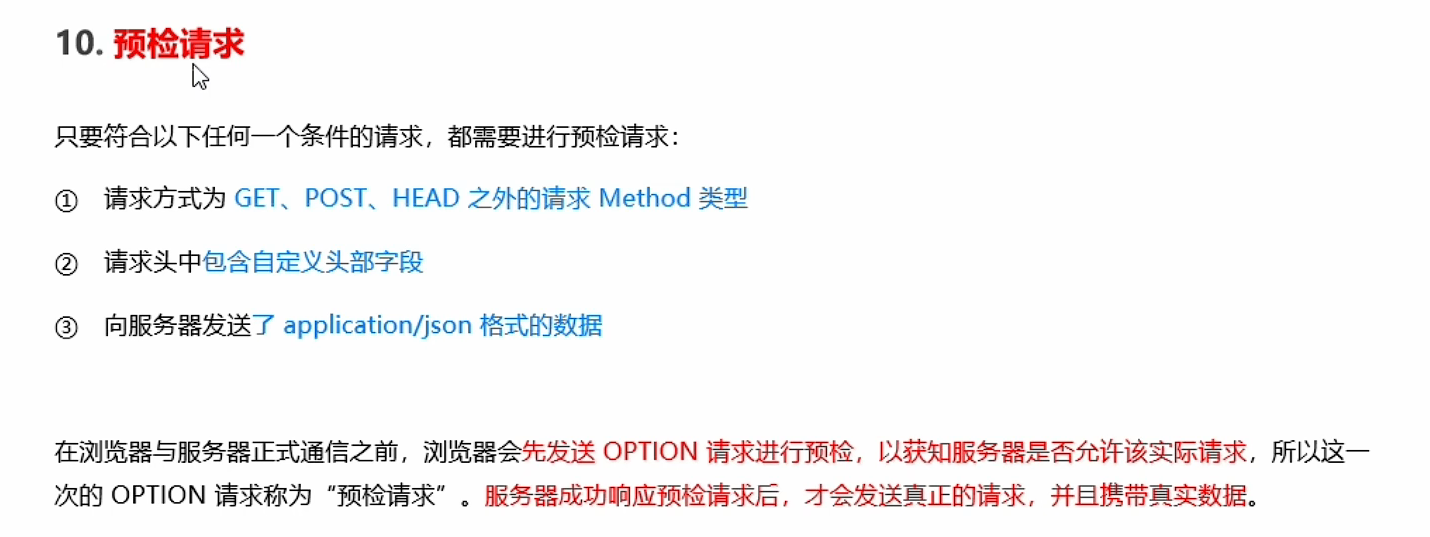 10. 预检请求
只要符合以下任何一个条件的请求，都需要进行预检请求：
① 请求方式为 GET、POST、HEAD 之外的请求 Method 类型
② 请求头中包含自定义头部字段
③ 向服务器发送了 application/json 格式的数据
在浏览器与服务器正式通信之前，浏览器会先发送 OPTION 请求进行预检，以获知服务器是否允许该实际请求，所以这一
次的 OPTION 请求称为“预检请求”。服务器成功响应预检请求后，才会发送真正的请求，并且携带真实数据。